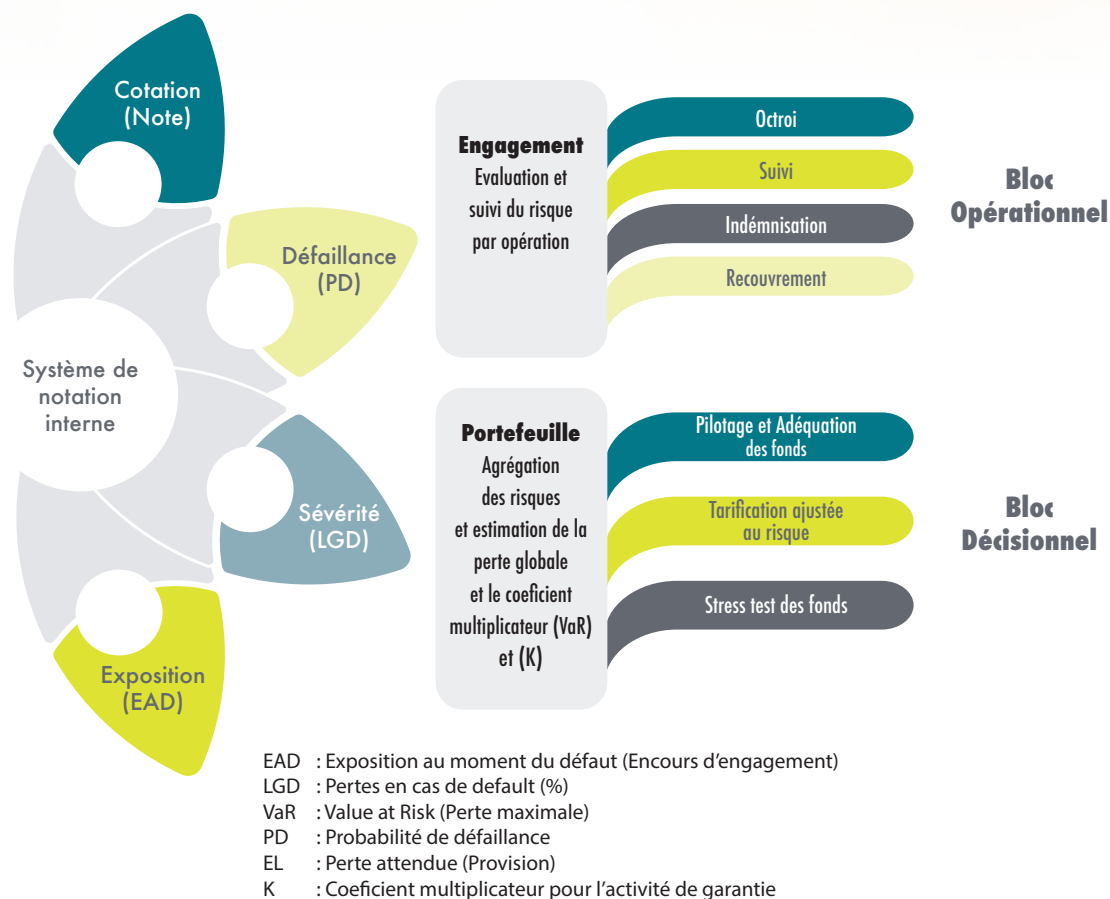 Cotation
(Note)
Défaillance
(PD)
Système de
notation
interne
Sévérité
(LGD)
Exposition
(EAD)
Engagement
Evaluation et
suivi du risque
par opération
Octroi
Suivi
Indémnisation
Recouvrement
Bloc
Opérationnel
Portefeuille
Agrégation
des risques
et estimation de la
perte globale
et le coeficient
multiplicateur (VaR)
et (K)
Pilotage et Adéquation
des fonds
Tarification ajustée
au risque
Stress test des fonds
Bloc
Décisionnel
EAD : Exposition au moment du défaut (Encours d’engagement)
LGD : Pertes en cas de default (%)
VaR : Value at Risk (Perte maximale)
PD : Probabilité de défaillance
EL : Perte attendue (Provision)
K : Coeficient multiplicateur pour l’activité de garantie